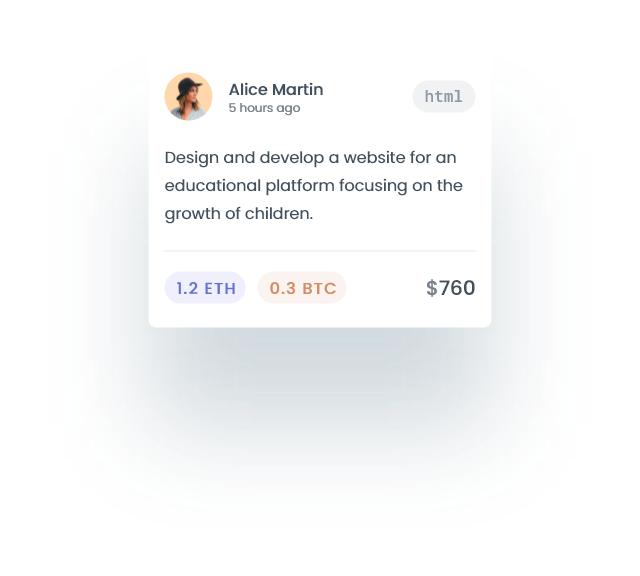 Alice Martin
5 hours ago
html
Design and develop a website for an
educational platform focusing on the
growth of children.
1.2 ETH
0.3 BTC
$760